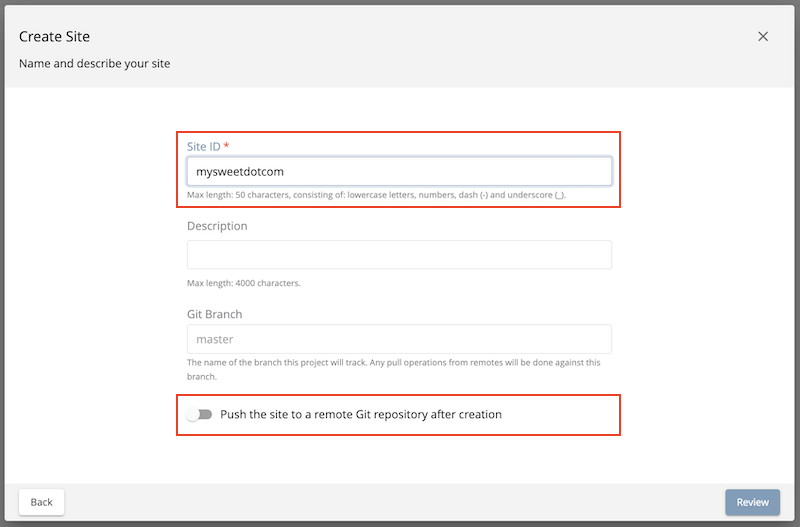 Create Site
Name and describe your site
Site ID *
mysweetdotcom
Max length: 50 characters, consisting of: lowercase letters, numbers, dash (-) and underscore (_).
Description
Max length: 4000 characters.
Git Branch
master
The name of the branch this project will track. Any pull operations from remotes will be done against this
branch.
Push the site to a remote Git repository after creation
Back
Review